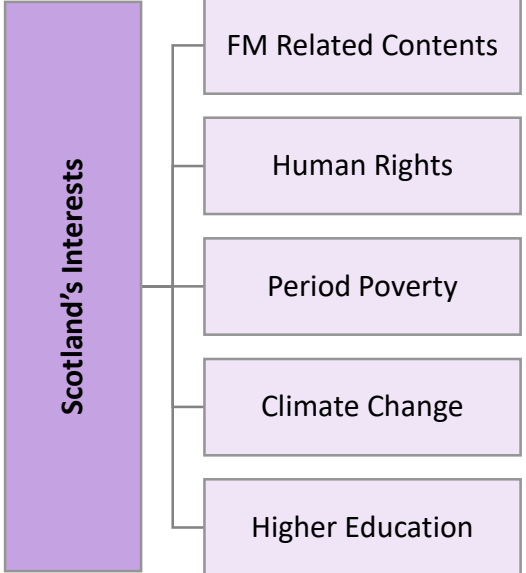 Scotland's Interests
FM Related Contents
Human Rights
Period Poverty
Climate Change
Higher Education